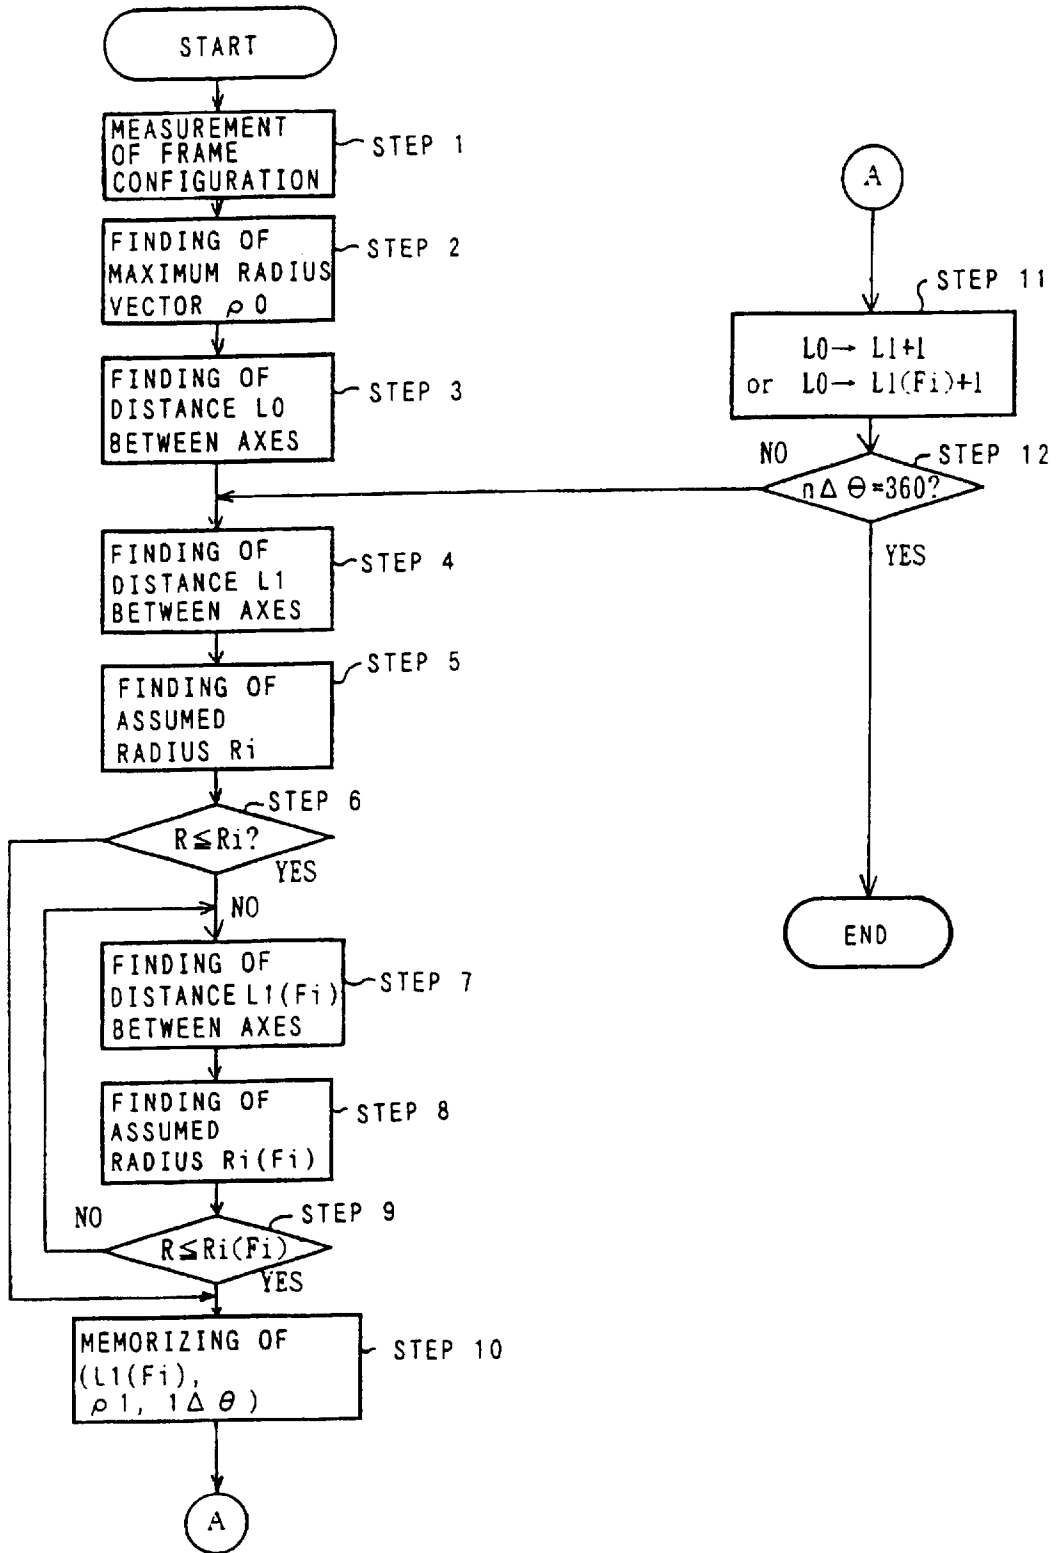 START
MEASUREMENT
OF FRAME
CONFIGURATION
STEP 1
FINDING OF
MAXIMUM RADIUS
VECTOR ρ0
STEP 2
FINDING OF
DISTANCE L0
BETWEEN AXES
STEP 3
FINDING OF
DISTANCE L1
BETWEEN AXES
STEP 4
STEP 5
FINDING OF
ASSUMED
RADIUS Ri
STEP 6
R≦Ri?
YES
NO
FINDING OF
DISTANCE L1(Fi)
BETWEEN AXES
STEP 7
FINDING OF
ASSUMED
RADIUS Ri(Fi)
STEP 8
NO
STEP 9
R≦Ri(Fi)
YES
MEMORIZING OF
(L1(Fi),
ρ1, 1Δθ)
STEP 10
A
A
STEP 11
L0→ L1+1
or L0→ L1(Fi)+1
NO
STEP 12
nΔθ=360?
YES
END